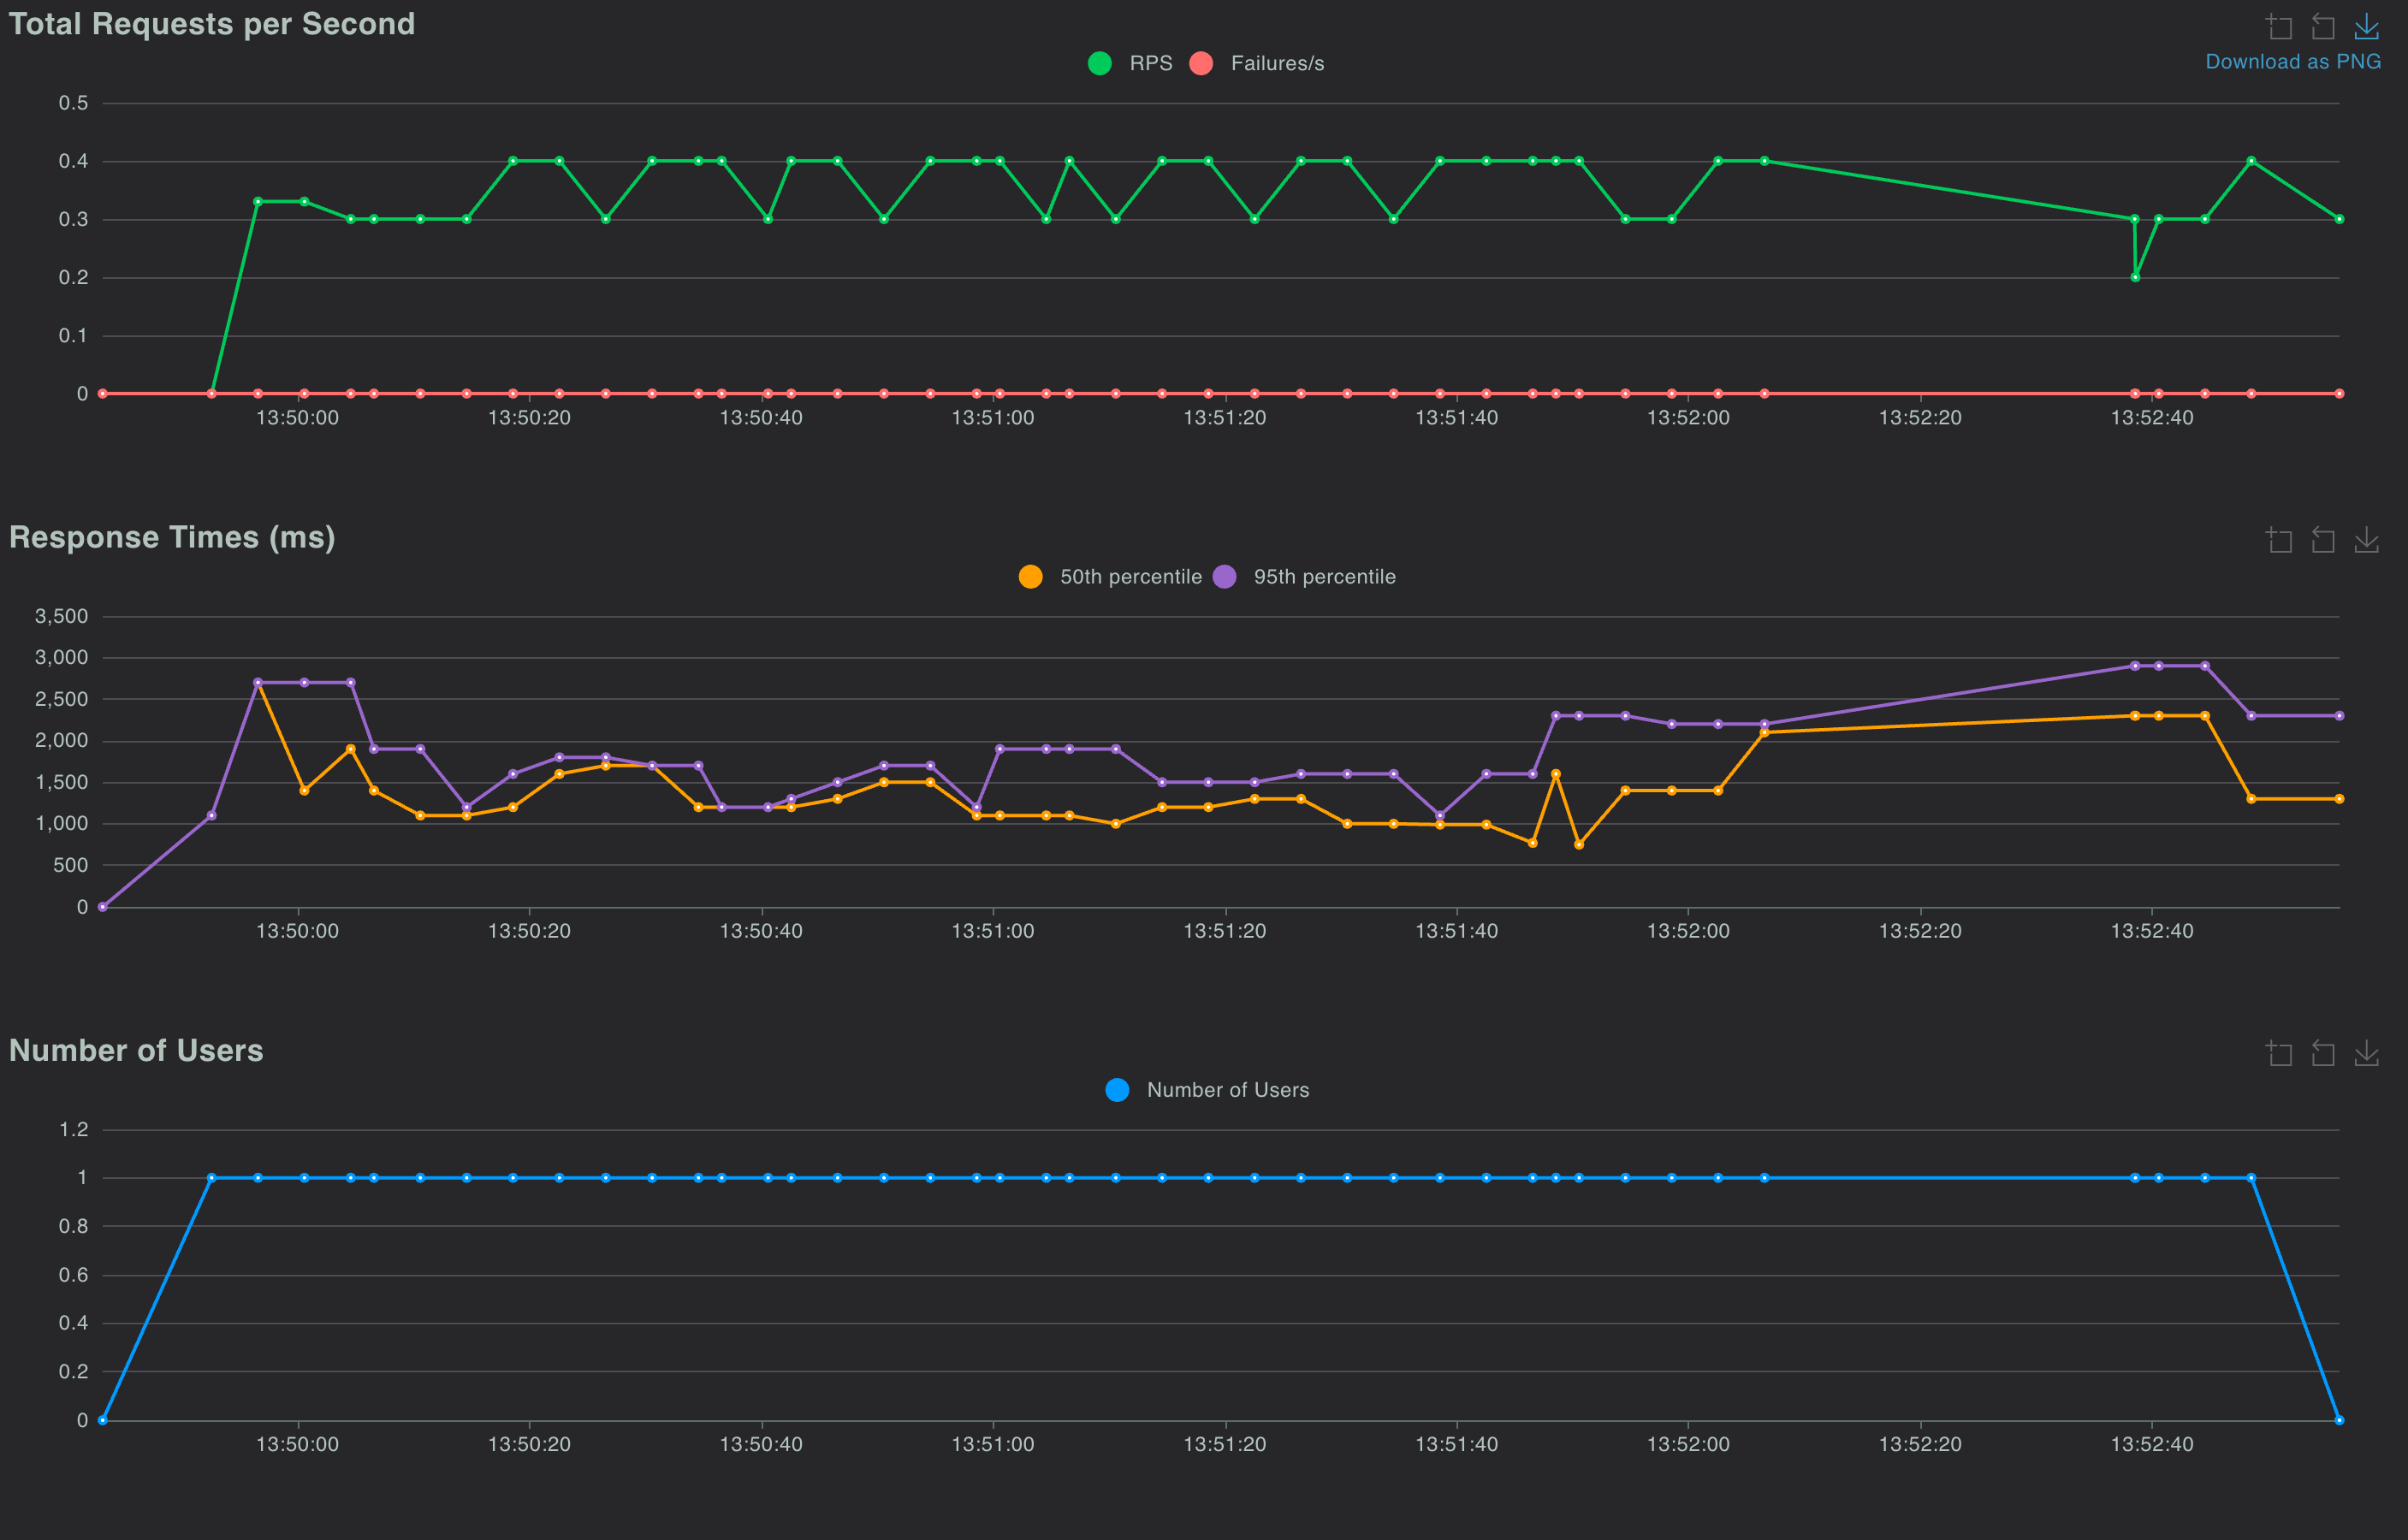 Total Requests per Second
Download as PNG
RPS Failures/s
0.5
0.4
0.3
0.2
0.1
0
13:50:00 13:50:20 13:50:40 13:51:00 13:51:20 13:51:40 13:52:00 13:52:20 13:52:40
Response Times (ms)
50th percentile 95th percentile
3,500
3,000
2,500
2,000
1,500
1,000
500
0
13:50:00 13:50:20 13:50:40 13:51:00 13:51:20 13:51:40 13:52:00 13:52:20 13:52:40
Number of Users
Number of Users
1.2
1
0.8
0.6
0.4
0.2
0
13:50:00 13:50:20 13:50:40 13:51:00 13:51:20 13:51:40 13:52:00 13:52:20 13:52:40